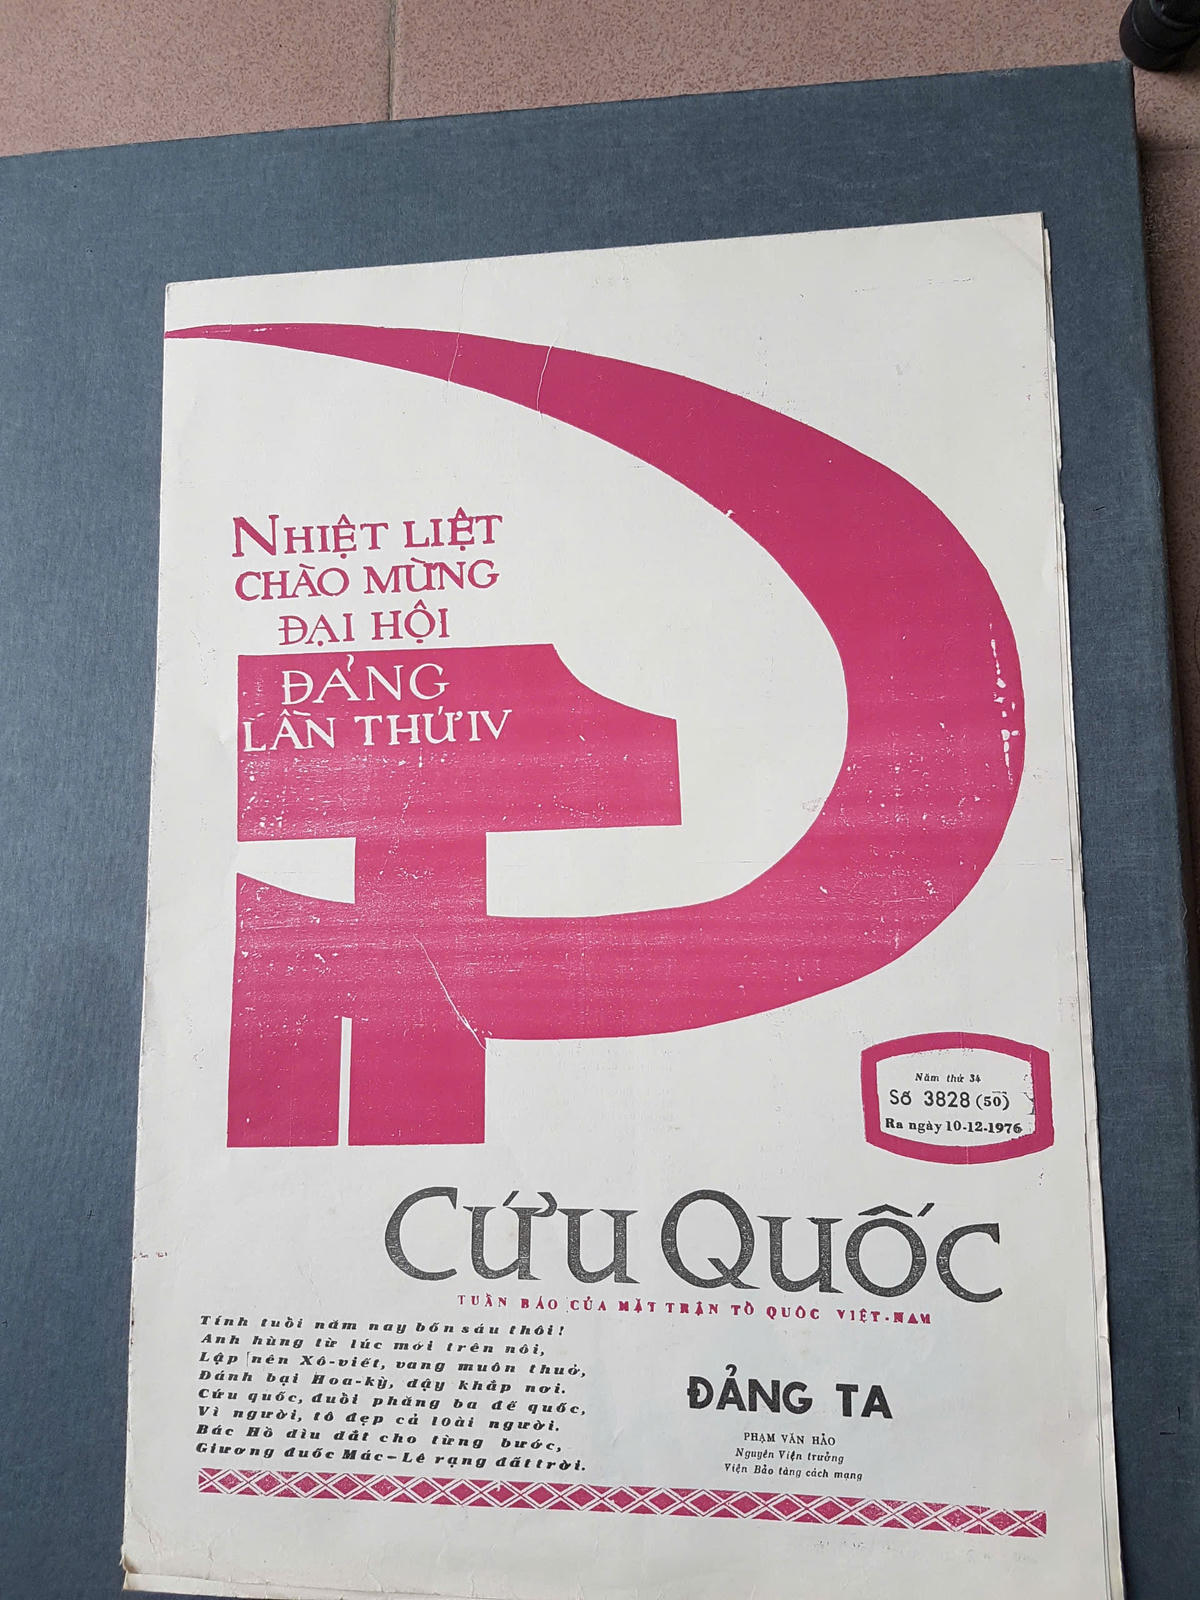 NHIỆT LIỆT
CHÀO MỪNG
ĐẠI HỘI
ĐẢNG
LẦN THỨ IV
Năm thứ 34
Số 3828 (50)
Ra ngày 10-12-1976
CỨU QUỐC
TUẦN BÁO CỦA MẶT TRẬN TỔ QUỐC VIỆT-NAM
Tính tuổi năm nay bốn sáu thôi!
Anh hùng từ lúc mới trên nôi,
Lập nên Xô-viết, vang muôn thuở,
Đánh bại Hoa-kỳ, dậy khắp nơi.
Cứu quốc, đuổi phăng ba đế quốc,
Vì người, tô đẹp cả loài người.
Bác Hồ dìu dắt cho từng bước,
Giương đuốc Mác-Lê rạng đất trời.
ĐẢNG TA
PHẠM VĂN HẢO
Nguyên Viện trưởng
Viện Bảo tàng cách mạng